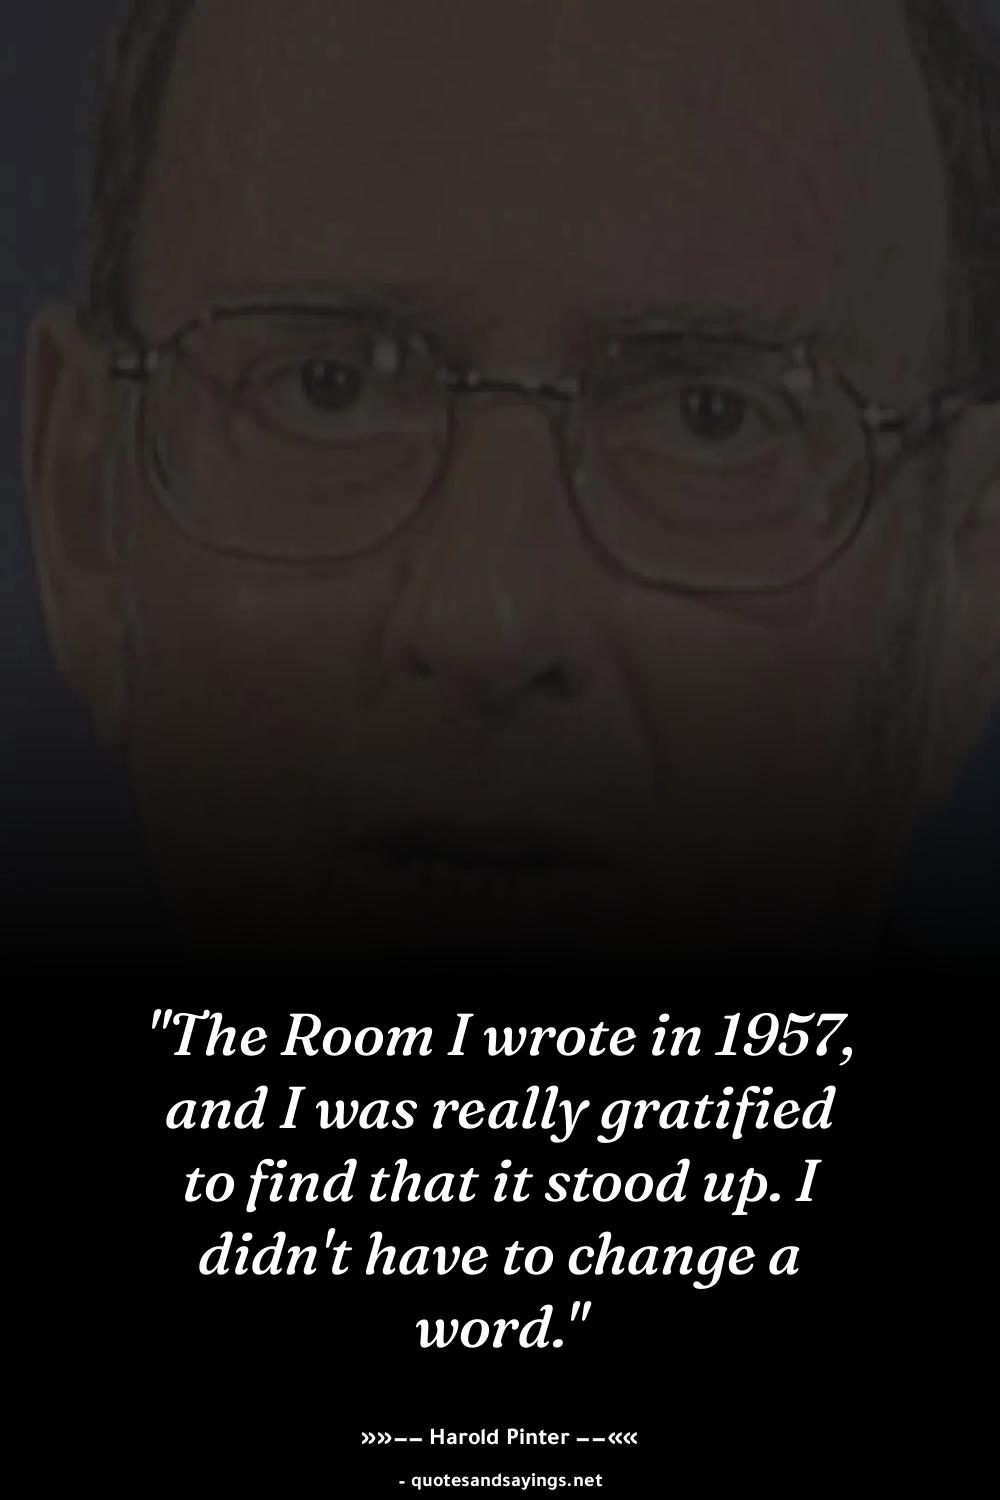 "The Room I wrote in 1957,
and I was really gratified
to find that it stood up. I
didn't have to change a
word."
»»–– Harold Pinter ––««
- quotesandsayings.net